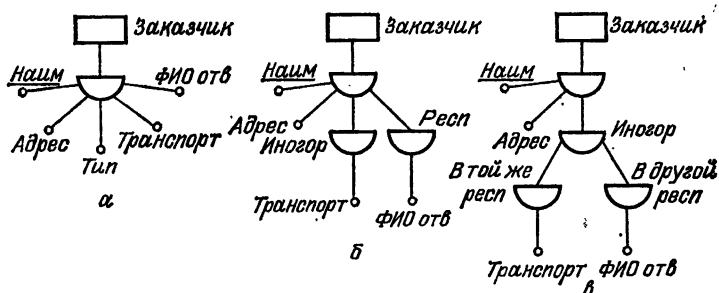 Заказчик
Наим
ФИО отв
Адрес
Транспорт
Тип
а
Заказчик
Наим
Адрес
Респ
Иногор
Транспорт
ФИО отв
б
Заказчик
Наим
Адрес
Иногор
В той же
респ
В другой
респ
Транспорт
ФИО отв
в